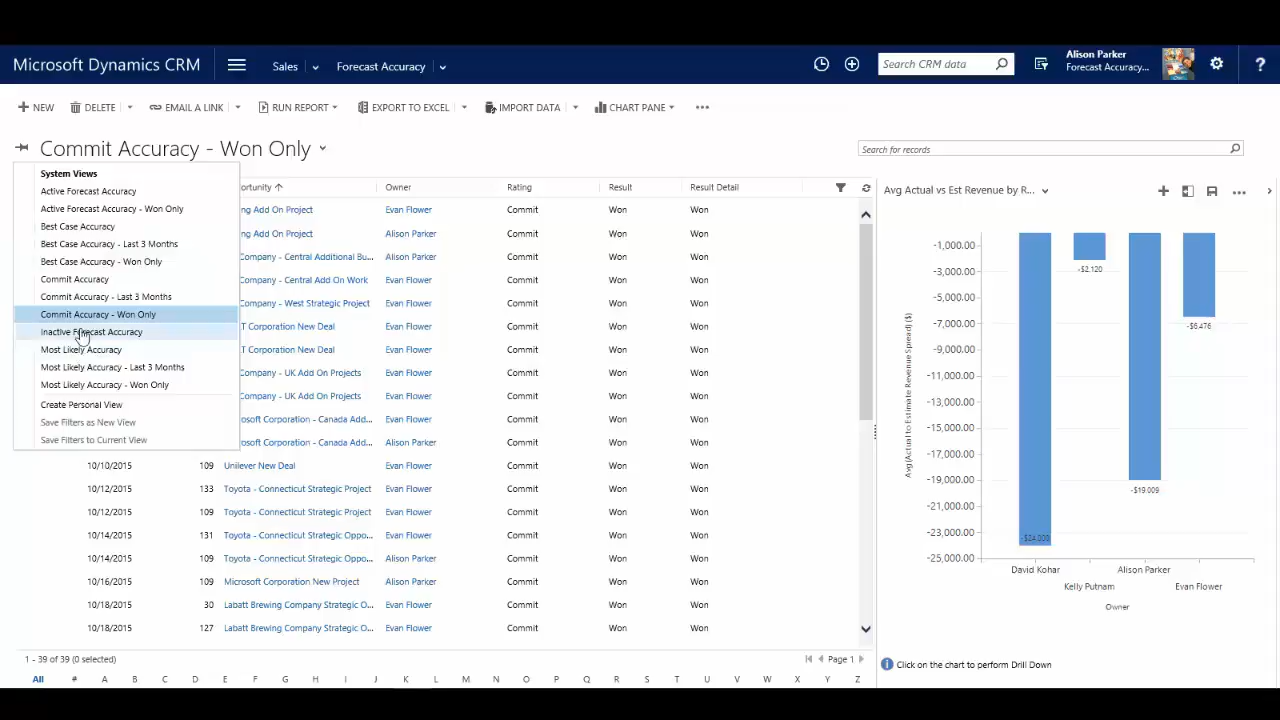 Microsoft Dynamics CRM
Sales
Forecast Accuracy
Search CRM data
Alison Parker
Forecast Accuracy...
?
NEW
DELETE
EMAIL A LINK
RUN REPORT
EXPORT TO EXCEL
IMPORT DATA
CHART PANE
...
Commit Accuracy - Won Only
Search for records
System Views
Active Forecast Accuracy
Active Forecast Accuracy - Won Only
Best Case Accuracy
Best Case Accuracy - Last 3 Months
Best Case Accuracy - Won Only
Commit Accuracy
Commit Accuracy - Last 3 Months
Commit Accuracy - Won Only
Inactive Forecast Accuracy
Most Likely Accuracy
Most Likely Accuracy - Last 3 Months
Most Likely Accuracy - Won Only
Create Personal View
Save Filters as New View
Save Filters to Current View
ortunity Owner Rating Result Result Detail
ng Add On Project Evan Flower Commit Won Won
ng Add On Project Alison Parker Commit Won Won
Company - Central Additional Bu... Alison Parker Commit Won Won
Company - Central Add On Work Evan Flower Commit Won Won
Company - West Strategic Project Evan Flower Commit Won Won
T Corporation New Deal Evan Flower Commit Won Won
T Corporation New Deal Alison Parker Commit Won Won
Company - UK Add On Projects Evan Flower Commit Won Won
Company - UK Add On Projects Evan Flower Commit Won Won
osoft Corporation - Canada Add... Evan Flower Commit Won Won
osoft Corporation - Canada Add... Alison Parker Commit Won Won
10/10/2015 109 Unilever New Deal Evan Flower Commit Won Won
10/12/2015 133 Toyota - Connecticut Strategic Project Evan Flower Commit Won Won
10/12/2015 109 Toyota - Connecticut Strategic Project Evan Flower Commit Won Won
10/14/2015 131 Toyota - Connecticut Strategic Oppo... Evan Flower Commit Won Won
10/14/2015 109 Toyota - Connecticut Strategic Oppo... Alison Parker Commit Won Won
10/16/2015 109 Microsoft Corporation New Project Alison Parker Commit Won Won
10/18/2015 30 Labatt Brewing Company Strategic O... Evan Flower Commit Won Won
10/18/2015 127 Labatt Brewing Company Strategic O... Evan Flower Commit Won Won
1 - 39 of 39 (0 selected)
Page 1
All # A B C D E F G H I J K L M N O P Q R S T U V W X Y Z
Avg Actual vs Est Revenue by R...
Avg (Actual to Estimate Revenue Spread) ($)
-1,000.00
-3,000.00
-5,000.00
-7,000.00
-9,000.00
-11,000.00
-13,000.00
-15,000.00
-17,000.00
-19,000.00
-21,000.00
-23,000.00
-25,000.00
-$24,000
-$2,120
-$19,009
-$6,476
David Kohar
Kelly Putnam
Alison Parker
Evan Flower
Owner
Click on the chart to perform Drill Down